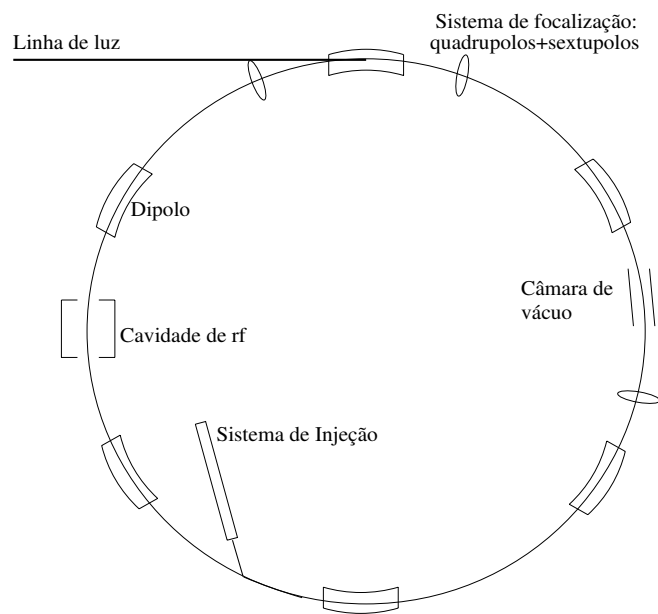 Linha de luz
Sistema de focalização:
quadrupolos+sextupolos
Dipolo
Câmara de
vácuo
Cavidade de rf
Sistema de Injeção